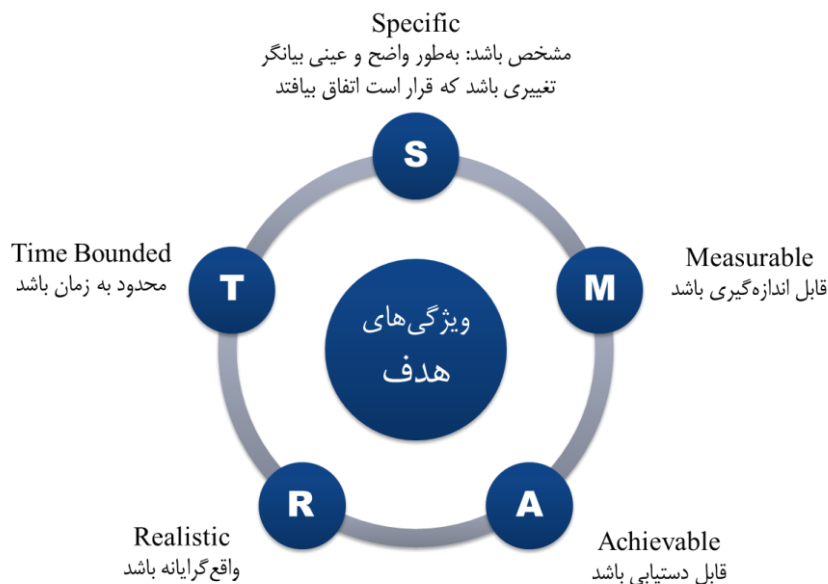 Specific
مشخص باشد: به‌طور واضح و عینی بیانگر
تغییری باشد که قرار است اتفاق بیافتد
S
Time Bounded
محدود به زمان باشد
T
Measurable
قابل اندازه‌گیری باشد
M
ویژگی‌های
هدف
R
A
Realistic
واقع‌گرایانه باشد
Achievable
قابل دستیابی باشد